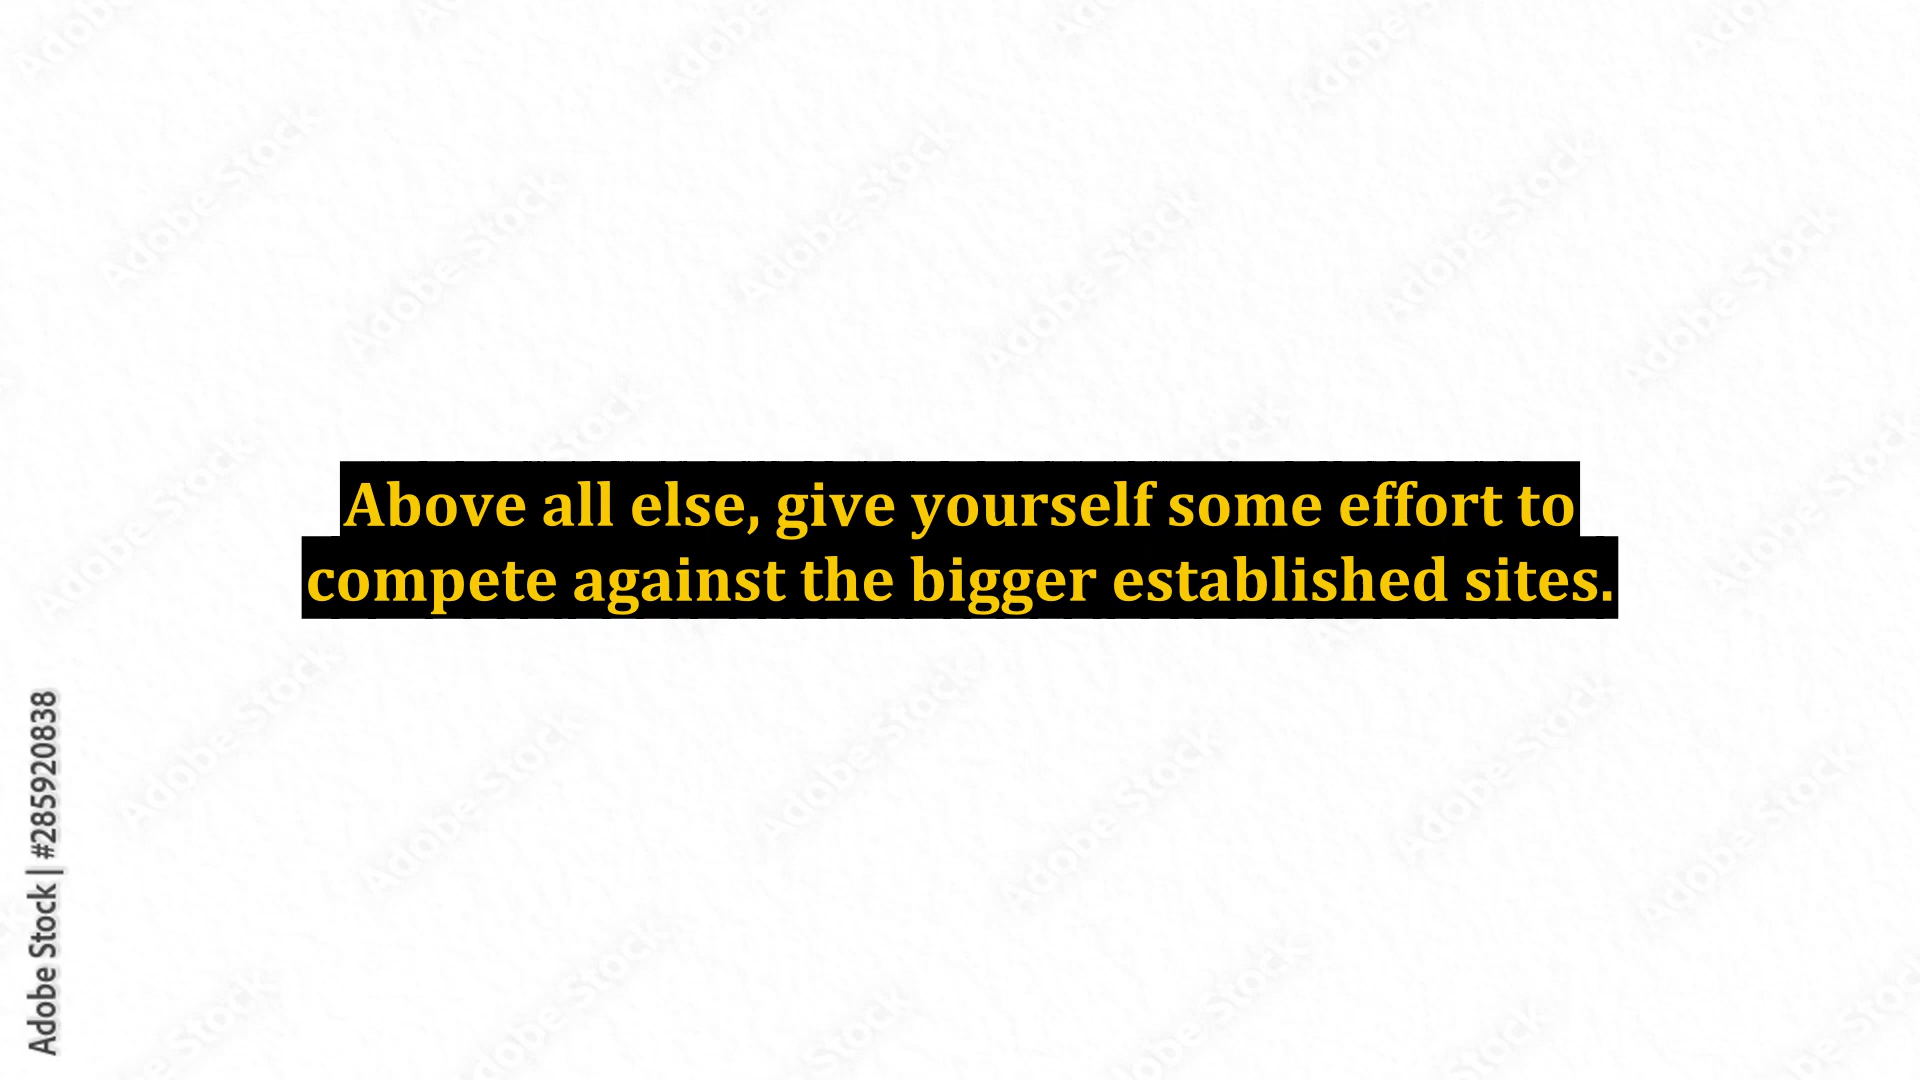 Above all else, give yourself some effort to
compete against the bigger established sites.
Adobe Stock | #285920838